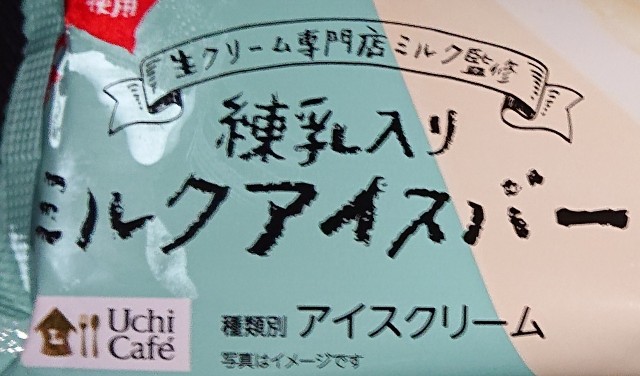 使用
生クリーム専門店ミルク監修
練乳入り
ミルクアイスバー
Uchi
Café
種類別 アイスクリーム
写真はイメージです